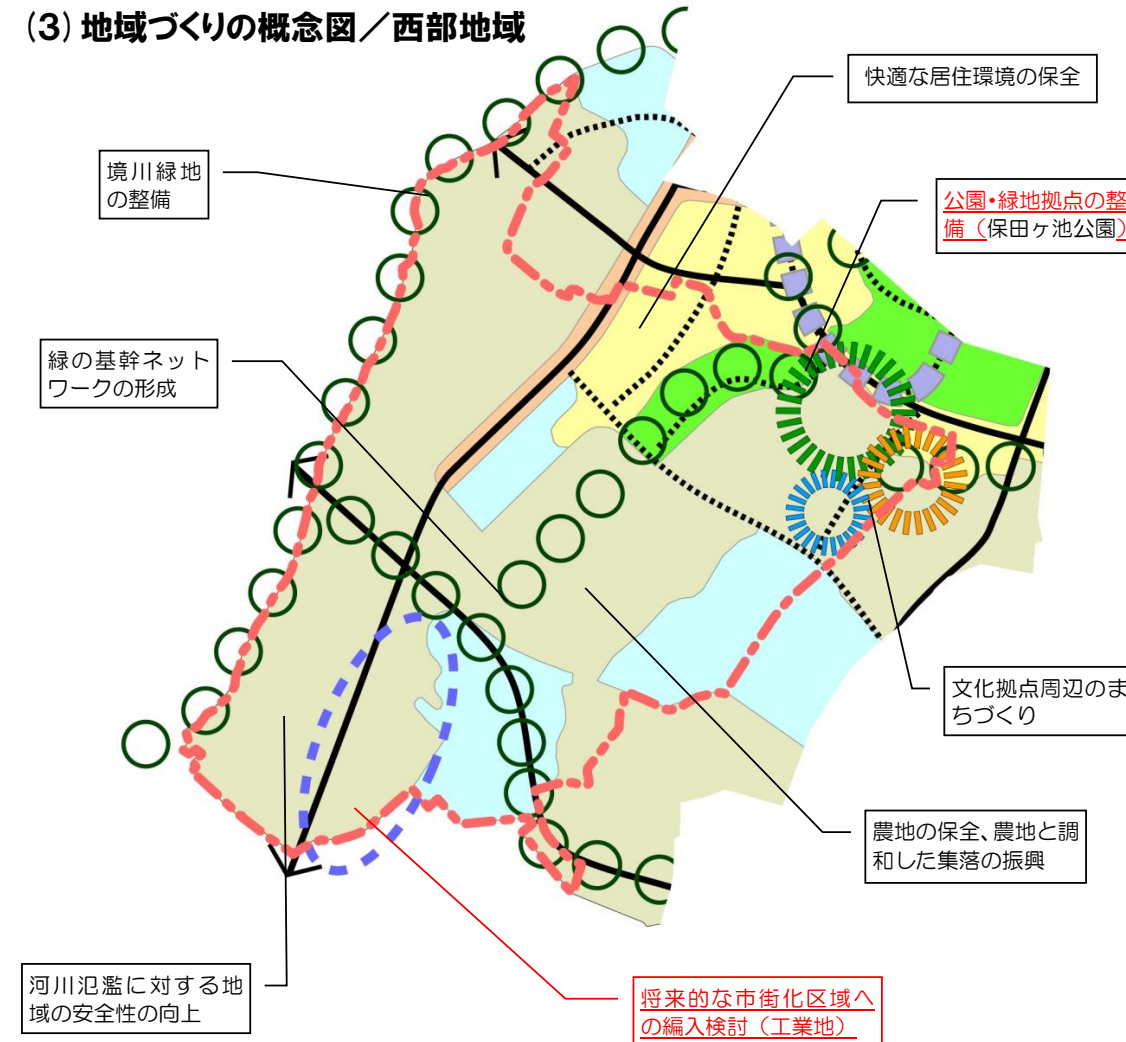 (3) 地域づくりの概念図／西部地域
快適な居住環境の保全
境川緑地
の整備
公園・緑地拠点の整
備（保田ヶ池公園）
緑の基幹ネット
ワークの形成
文化拠点周辺のま
ちづくり
農地の保全、農地と調
和した集落の振興
河川氾濫に対する地
域の安全性の向上
将来的な市街化区域へ
の編入検討（工業地）